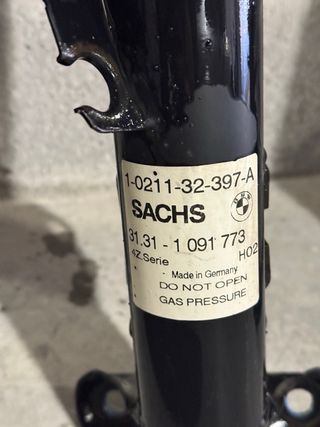 1-0211-32-397-A
SACHS
BMW
31.31 - 1 091 773
4Z.Serie H02
Made in Germany
DO NOT OPEN
GAS PRESSURE